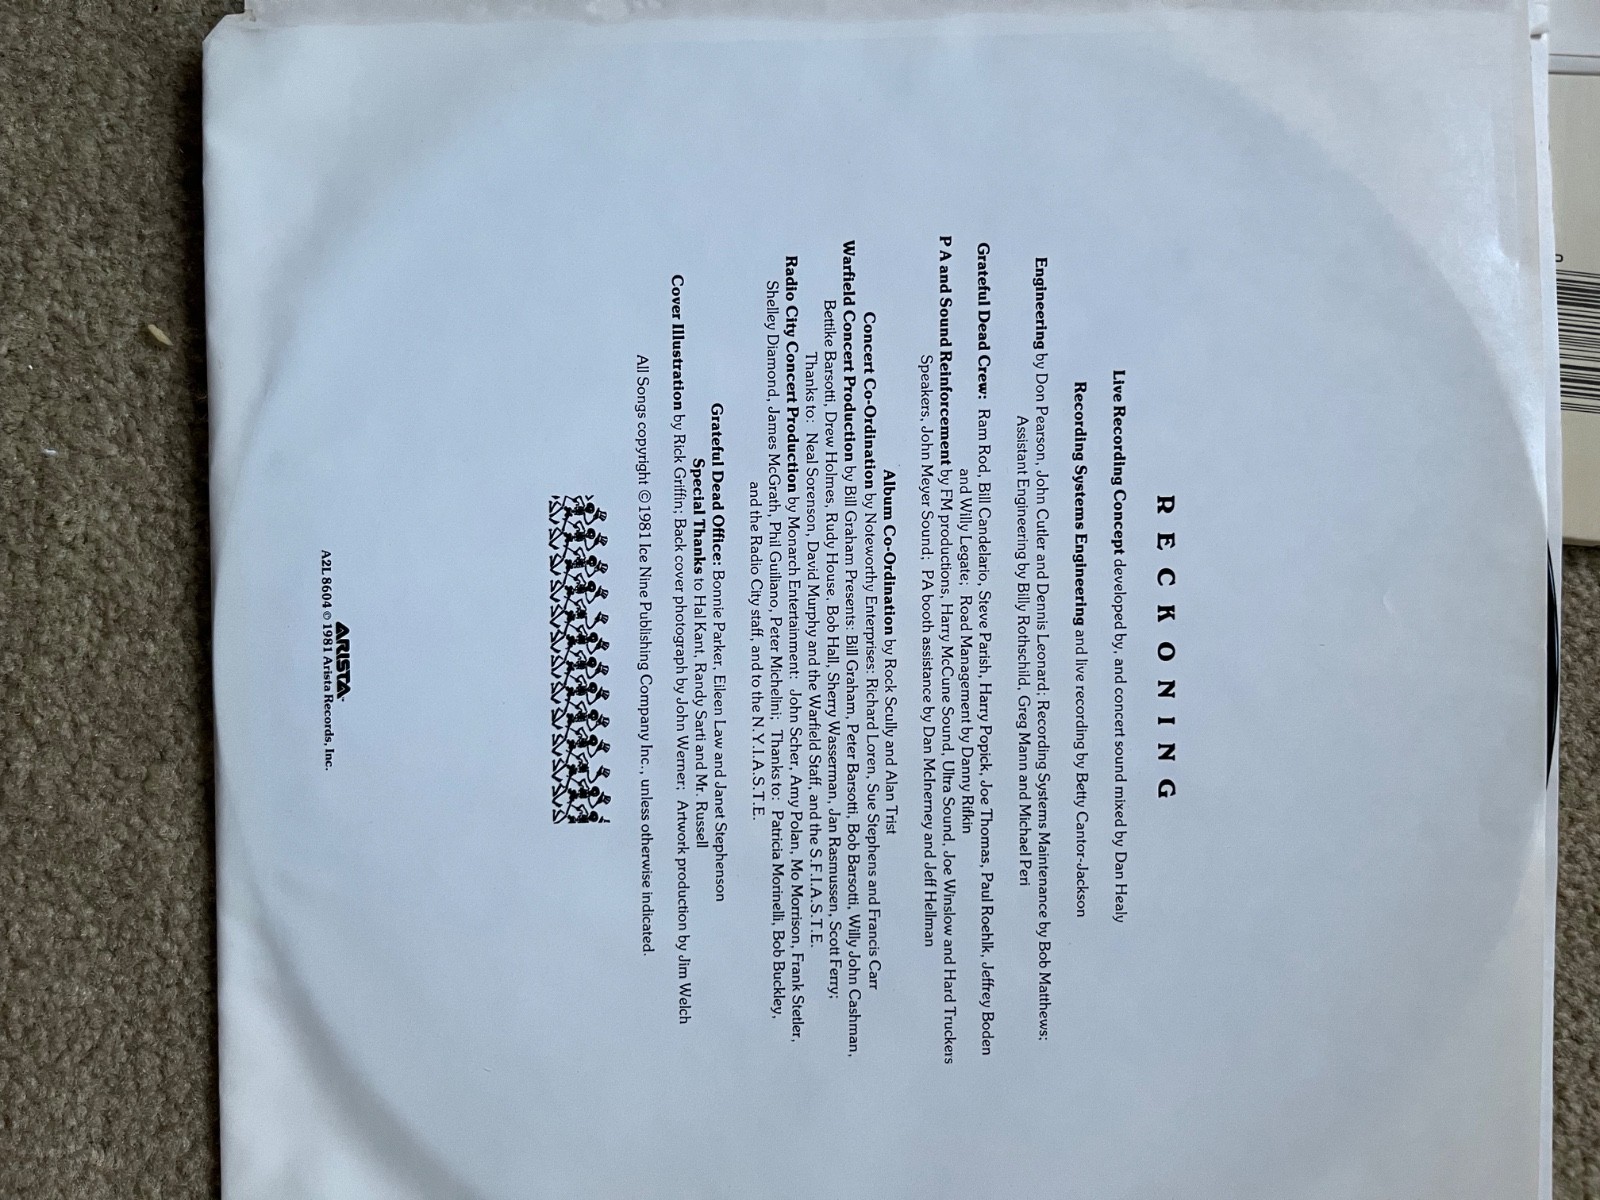 RECKONING
Live Recording Concept developed by, and concert sound mixed by Dan Healy
Recording Systems Engineering and live recording by Betty Cantor-Jackson
Engineering by Don Pearson, John Cutler and Dennis Leonard; Recording Systems Maintenance by Bob Matthews;
Assistant Engineering by Billy Rothschild, Greg Mann and Michael Peri
Grateful Dead Crew: Ram Rod, Bill Candelario, Steve Parish, Harry Popick, Joe Thomas, Paul Roehlk, Jeffrey Boden
and Willy Legate; Road Management by Danny Rifkin
P A and Sound Reinforcement by FM productions, Harry McCune Sound, Ultra Sound, Joe Winslow and Hard Truckers
Speakers, John Meyer Sound; PA booth assistance by Dan McInerney and Jeff Hellman
Album Co-Ordination by Rock Scully and Alan Trist
Concert Co-Ordination by Noteworthy Enterprises: Richard Loren, Sue Stephens and Francis Carr
Warfield Concert Production by Bill Graham Presents: Bill Graham, Peter Barsotti, Bob Barsotti, Willy John Cashman,
Bettike Barsotti, Drew Holmes, Rudy House, Bob Hall, Sherry Wasserman, Jan Rasmussen, Scott Ferry;
Thanks to: Neal Sorenson, David Murphy and the Warfield Staff, and the S.F.I.A.S.T.E.
Radio City Concert Production by Monarch Entertainment: John Scher, Amy Polan, Mo Morrison, Frank Stetler,
Shelley Diamond, James McGrath, Phil Guiliano, Peter Michelini; Thanks to: Patricia Morinelli, Bob Buckley,
and the Radio City staff, and to the N.Y.I.A.S.T.E.
Grateful Dead Office: Bonnie Parker, Eileen Law and Janet Stephenson
Special Thanks to Hal Kant, Randy Sarti and Mr. Russell
Cover Illustration by Rick Griffin; Back cover photograph by John Werner; Artwork production by Jim Welch
All Songs copyright ©1981 Ice Nine Publishing Company Inc., unless otherwise indicated.
ARISTA
A2L 8604 © 1981 Arista Records, Inc.